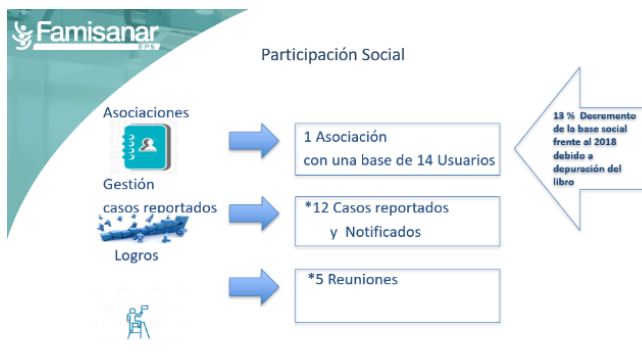 Famisanar
EPS
Participación Social
Asociaciones
1 Asociación
con una base de 14 Usuarios
13 % Decremento
de la base social
frente al 2018
debido a
depuración del
libro
Gestión
casos reportados
*12 Casos reportados
y Notificados
Logros
*5 Reuniones